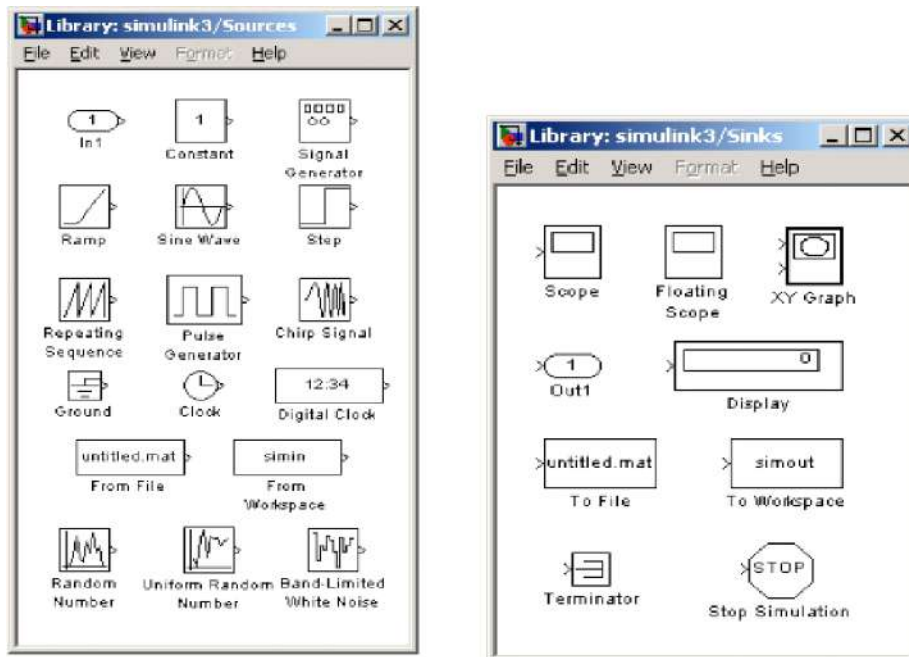 Library: simulink3/Sources
File Edit View Format Help
1
In1
1
Constant
Signal
Generator
Ramp
Sine Wave
Step
Repeating
Sequence
Pulse
Generator
Chirp Signal
Ground
Clock
12:34
Digital Clock
untitled.mat
From File
simin
From
Workspace
Random
Number
Uniform Random
Number
Band-Limited
White Noise
Library: simulink3/Sinks
File Edit View Format Help
Scope
Floating
Scope
XY Graph
1
Out1
0
Display
untitled.mat
To File
simout
To Workspace
Terminator
STOP
Stop Simulation